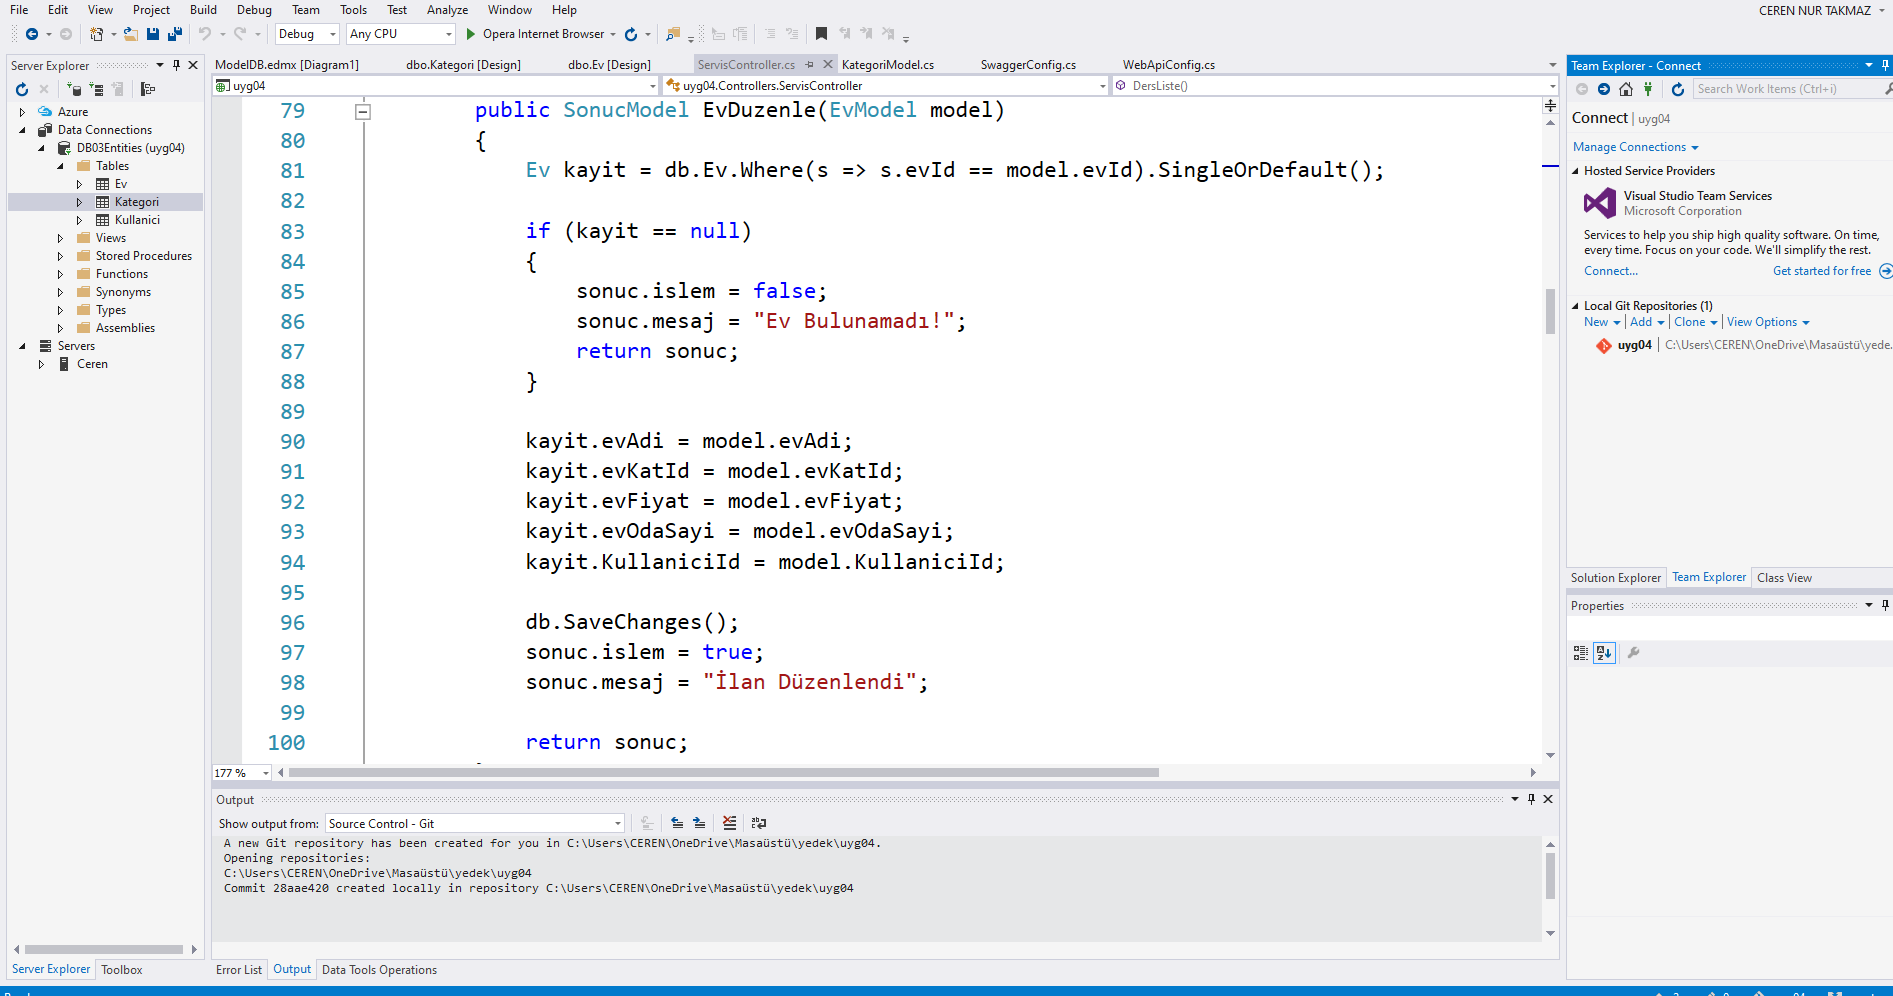 File Edit View Project Build Debug Team Tools Test Analyze Window Help
CEREN NUR TAKMAZ
Debug Any CPU Opera Internet Browser
Server Explorer
Azure
Data Connections
DB03Entities (uyg04)
Tables
Ev
Kategori
Kullanici
Views
Stored Procedures
Functions
Synonyms
Types
Assemblies
Servers
Ceren
Server Explorer Toolbox
ModelDB.edmx [Diagram1] dbo.Kategori [Design] dbo.Ev [Design] ServisController.cs KategoriModel.cs SwaggerConfig.cs WebApiConfig.cs
uyg04 uyg04.Controllers.ServisController DersListe()
79 public SonucModel EvDuzenle(EvModel model)
80 {
81 Ev kayit = db.Ev.Where(s => s.evId == model.evId).SingleOrDefault();
82
83 if (kayit == null)
84 {
85 sonuc.islem = false;
86 sonuc.mesaj = "Ev Bulunamadı!";
87 return sonuc;
88 }
89
90 kayit.evAdi = model.evAdi;
91 kayit.evKatId = model.evKatId;
92 kayit.evFiyat = model.evFiyat;
93 kayit.evOdaSayi = model.evOdaSayi;
94 kayit.KullaniciId = model.KullaniciId;
95
96 db.SaveChanges();
97 sonuc.islem = true;
98 sonuc.mesaj = "İlan Düzenlendi";
99
100 return sonuc;
177 %
Output
Show output from: Source Control - Git
A new Git repository has been created for you in C:\Users\CEREN\OneDrive\Masaüstü\yedek\uyg04.
Opening repositories:
C:\Users\CEREN\OneDrive\Masaüstü\yedek\uyg04
Commit 28aae420 created locally in repository C:\Users\CEREN\OneDrive\Masaüstü\yedek\uyg04
Error List Output Data Tools Operations
Team Explorer - Connect
Search Work Items (Ctrl+i)
Connect | uyg04
Manage Connections
Hosted Service Providers
Visual Studio Team Services
Microsoft Corporation
Services to help you ship high quality software. On time,
every time. Focus on your code. We'll simplify the rest.
Connect... Get started for free
Local Git Repositories (1)
New Add Clone View Options
uyg04 C:\Users\CEREN\OneDrive\Masaüstü\yede.
Solution Explorer Team Explorer Class View
Properties